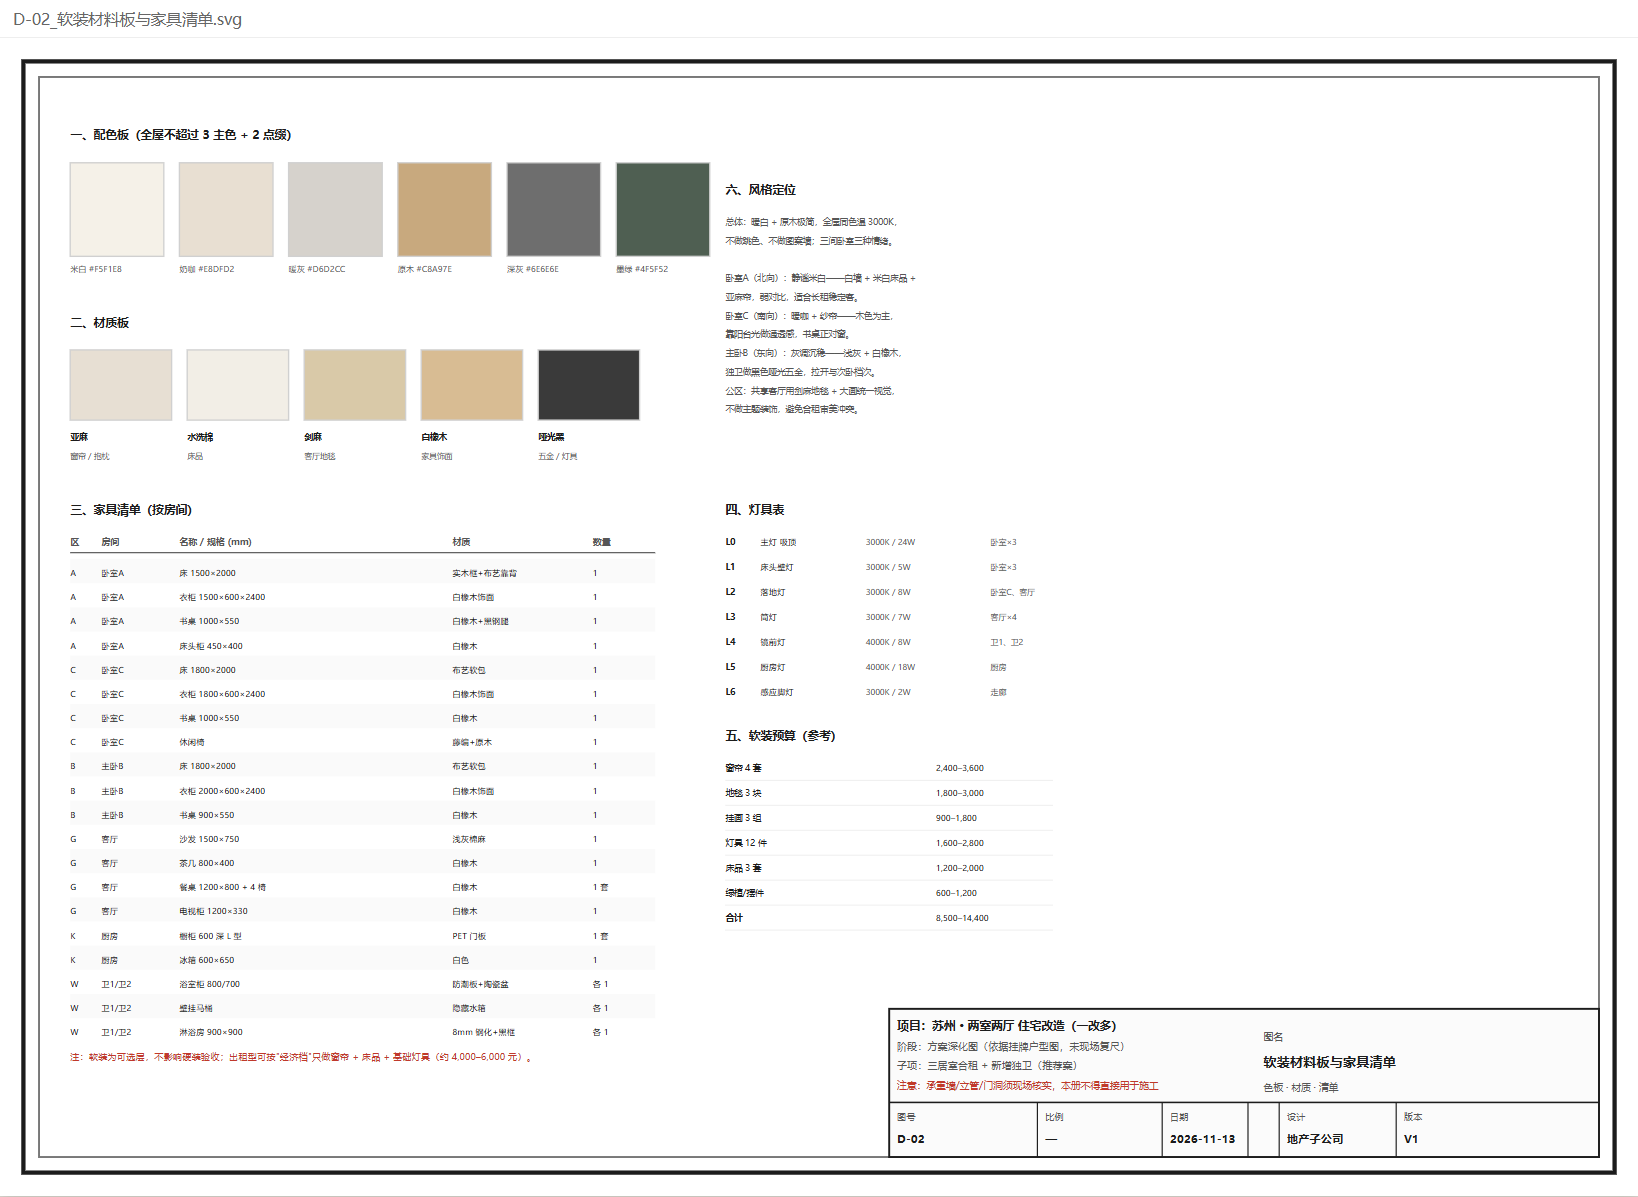 D-02_软装材料板与家具清单.svg
一、配色板（全屋不超过 3 主色 + 2 点缀）
米白 #F5F1E8
奶咖 #E8DFD2
暖灰 #D6D2CC
原木 #C8A97E
深灰 #6E6E6E
墨绿 #4F5F52
二、材质板
亚麻
窗帘 / 抱枕
水洗棉
床品
剑麻
客厅地毯
白橡木
家具饰面
哑光黑
五金 / 灯具
三、家具清单（按房间）
区 房间 名称 / 规格 (mm) 材质 数量
A 卧室A 床 1500×2000 实木框+布艺靠背 1
A 卧室A 衣柜 1500×600×2400 白橡木饰面 1
A 卧室A 书桌 1000×550 白橡木+黑钢腿 1
A 卧室A 床头柜 450×400 白橡木 1
C 卧室C 床 1800×2000 布艺软包 1
C 卧室C 衣柜 1800×600×2400 白橡木饰面 1
C 卧室C 书桌 1000×550 白橡木 1
C 卧室C 休闲椅 藤编+原木 1
B 主卧B 床 1800×2000 布艺软包 1
B 主卧B 衣柜 2000×600×2400 白橡木饰面 1
B 主卧B 书桌 900×550 白橡木 1
G 客厅 沙发 1500×750 浅灰棉麻 1
G 客厅 茶几 800×400 白橡木 1
G 客厅 餐桌 1200×800 + 4 椅 白橡木 1 套
G 客厅 电视柜 1200×330 白橡木 1
K 厨房 橱柜 600 深 L 型 PET 门板 1 套
K 厨房 冰箱 600×650 白色 1
W 卫1/卫2 浴室柜 800/700 防潮板+陶瓷盆 各 1
W 卫1/卫2 壁挂马桶 隐藏水箱 各 1
W 卫1/卫2 淋浴房 900×900 8mm 钢化+黑框 各 1
注：软装为可选层，不影响硬装验收；出租型可按"经济档"只做窗帘 + 床品 + 基础灯具（约 4,000–6,000 元）。
六、风格定位
总体：暖白 + 原木极简，全屋同色温 3000K，
不做跳色、不做图案墙；三间卧室三种情绪。
卧室A（北向）：静谧米白——白墙 + 米白床品 +
亚麻帘，弱对比，适合长租稳定客。
卧室C（南向）：暖咖 + 纱帘——木色为主，
靠阳台光做通透感，书桌正对窗。
主卧B（东向）：灰调沉稳——浅灰 + 白橡木，
独卫做黑色哑光五金，拉开与次卧档次。
公区：共享客厅用剑麻地毯 + 大画统一视觉，
不做主题装饰，避免合租审美冲突。
四、灯具表
L0 主灯 吸顶 3000K / 24W 卧室×3
L1 床头壁灯 3000K / 5W 卧室×3
L2 落地灯 3000K / 8W 卧室C、客厅
L3 筒灯 3000K / 7W 客厅×4
L4 镜前灯 4000K / 8W 卫1、卫2
L5 厨房灯 4000K / 18W 厨房
L6 感应脚灯 3000K / 2W 走廊
五、软装预算（参考）
窗帘 4 套 2,400–3,600
地毯 3 块 1,800–3,000
挂画 3 组 900–1,800
灯具 12 件 1,600–2,800
床品 3 套 1,200–2,000
绿植/摆件 600–1,200
合计 8,500–14,400
项目：苏州·两室两厅 住宅改造（一改多）
阶段：方案深化图（依据挂牌户型图，未现场复尺）
子项：三居室合租 + 新增独卫（推荐案）
注意：承重墙/立管/门洞须现场核实，本册不得直接用于施工
图名
软装材料板与家具清单
色板 · 材质 · 清单
图号 比例 日期 设计 版本
D-02 — 2026-11-13 地产子公司 V1